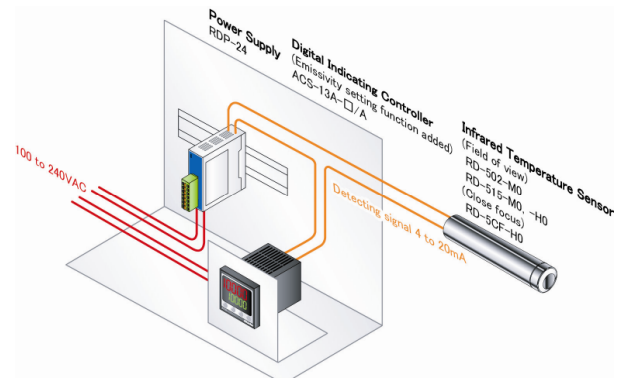 Power Supply
RDP-24
Digital Indicating Controller
(Emissivity setting function added)
ACS-13A-□/A
Infrared Temperature Sensor
(Field of view)
RD-502-M0
RD-515-M0, -H0
(Close focus)
RD-5CF-H0
100 to 240VAC
Detecting signal 4 to 20mA
10000